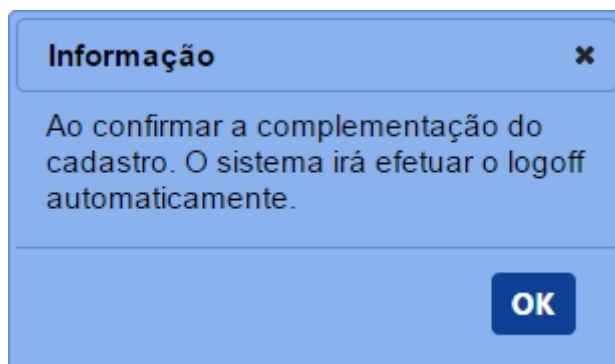 Informação
Ao confirmar a complementação do
cadastro. O sistema irá efetuar o logoff
automaticamente.
OK